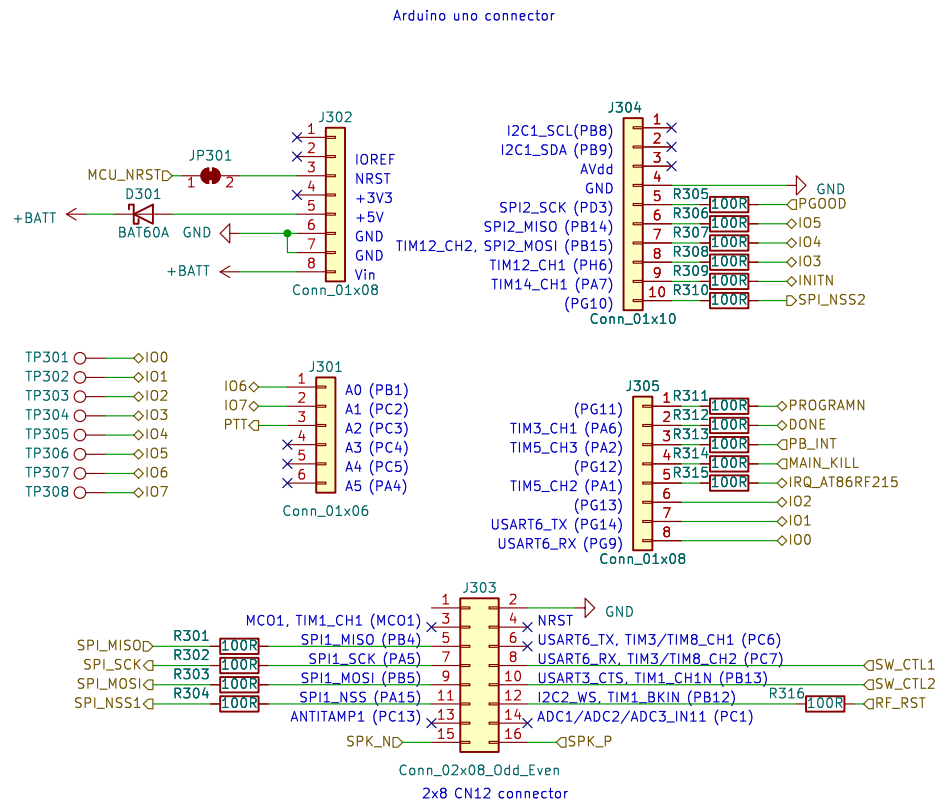 Arduino uno connector
J302
1
2
IOREF
JP301
MCU_NRST
1 2
3
NRST
4
+3V3
D301
+BATT
BAT60A
5
+5V
GND
6
GND
7
GND
+BATT
8
Vin
Conn_01x08
J304
I2C1_SCL(PB8)
1
I2C1_SDA (PB9)
2
AVdd
3
GND
4
GND
SPI2_SCK (PD3)
5
R305
100R
PGOOD
SPI2_MISO (PB14)
6
R306
100R
IO5
TIM12_CH2, SPI2_MOSI (PB15)
7
R307
100R
IO4
TIM12_CH1 (PH6)
8
R308
100R
IO3
TIM14_CH1 (PA7)
9
R309
100R
INITN
(PG10)
10
R310
100R
SPI_NSS2
Conn_01x10
TP301 IO0
TP302 IO1
TP303 IO2
TP304 IO3
TP305 IO4
TP306 IO5
TP307 IO6
TP308 IO7
J301
IO6 1 A0 (PB1)
IO7 2 A1 (PC2)
PTT 3 A2 (PC3)
4 A3 (PC4)
5 A4 (PC5)
6 A5 (PA4)
Conn_01x06
J305
(PG11) 1 R311 100R PROGRAMN
TIM3_CH1 (PA6) 2 R312 100R DONE
TIM5_CH3 (PA2) 3 R313 100R PB_INT
(PG12) 4 R314 100R MAIN_KILL
TIM5_CH2 (PA1) 5 R315 100R IRQ_AT86RF215
(PG13) 6 IO2
USART6_TX (PG14) 7 IO1
USART6_RX (PG9) 8 IO0
Conn_01x08
J303
1 2 GND
MCO1, TIM1_CH1 (MCO1) 3 4 NRST
SPI_MISO R301 100R SPI1_MISO (PB4) 5 6 USART6_TX, TIM3/TIM8_CH1 (PC6)
SPI_SCK R302 100R SPI1_SCK (PA5) 7 8 USART6_RX, TIM3/TIM8_CH2 (PC7) SW_CTL1
SPI_MOSI R303 100R SPI1_MOSI (PB5) 9 10 USART3_CTS, TIM1_CH1N (PB13) SW_CTL2
SPI_NSS1 R304 100R SPI1_NSS (PA15) 11 12 I2C2_WS, TIM1_BKIN (PB12) R316 100R RF_RST
ANTITAMP1 (PC13) 13 14 ADC1/ADC2/ADC3_IN11 (PC1)
SPK_N 15 16 SPK_P
Conn_02x08_Odd_Even
2x8 CN12 connector